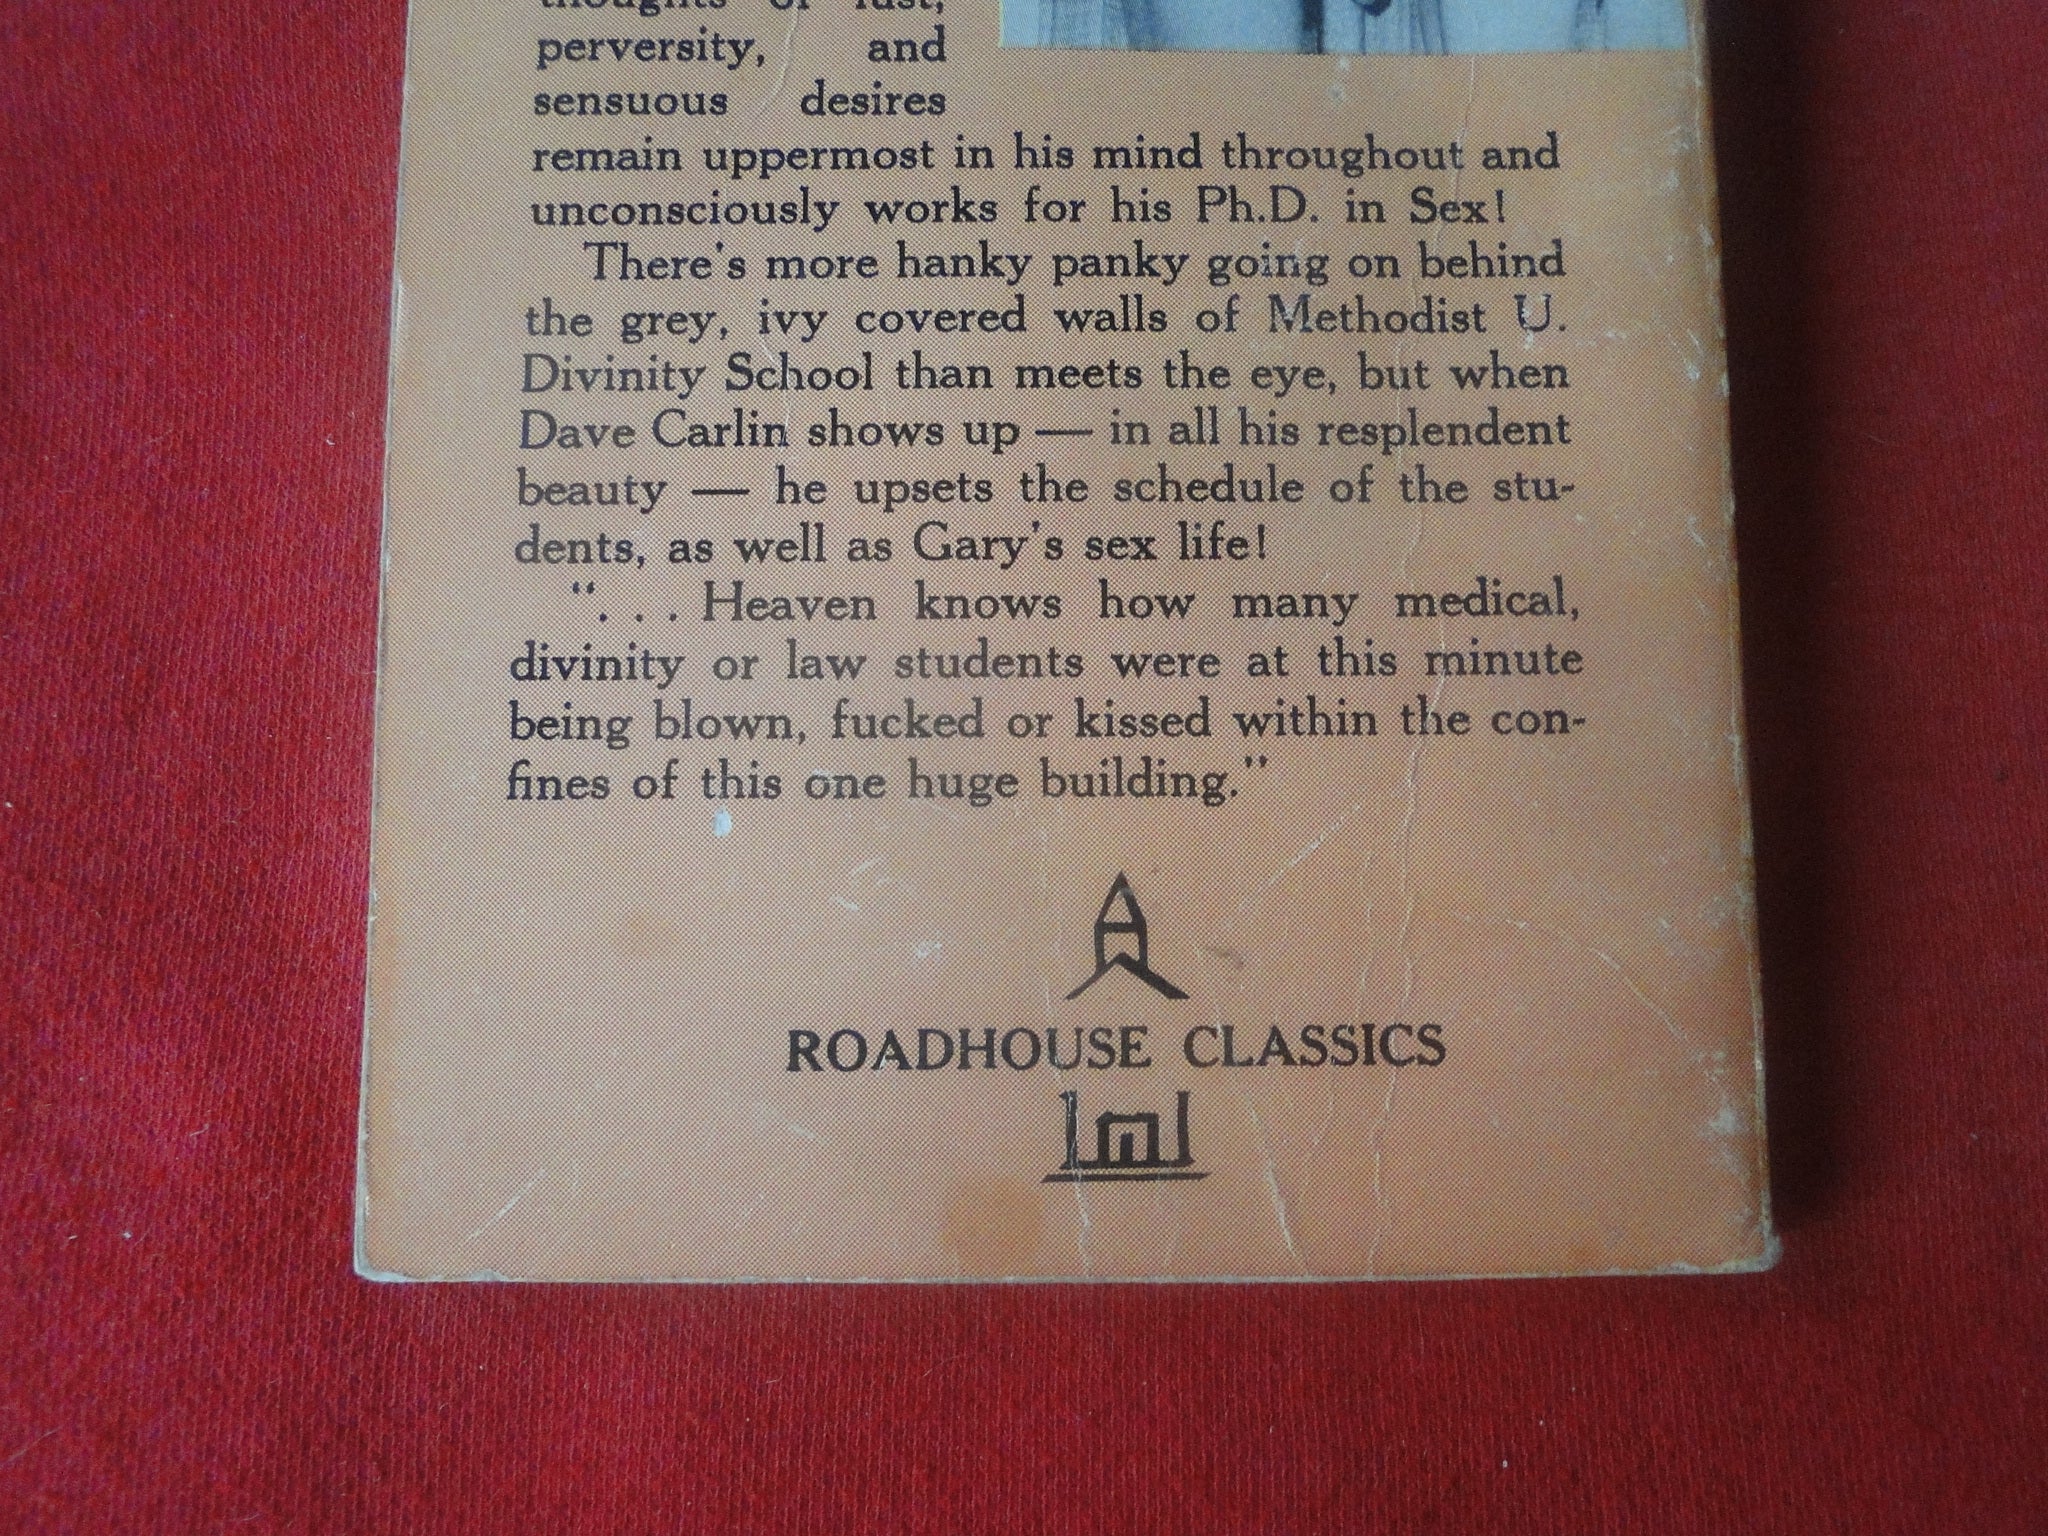 thoughts of lust,
perversity, and
sensuous desires
remain uppermost in his mind throughout and
unconsciously works for his Ph.D. in Sex!
There's more hanky panky going on behind
the grey, ivy covered walls of Methodist U.
Divinity School than meets the eye, but when
Dave Carlin shows up — in all his resplendent
beauty — he upsets the schedule of the stu-
dents, as well as Gary's sex life!
". . . Heaven knows how many medical,
divinity or law students were at this minute
being blown, fucked or kissed within the con-
fines of this one huge building."
ROADHOUSE CLASSICS